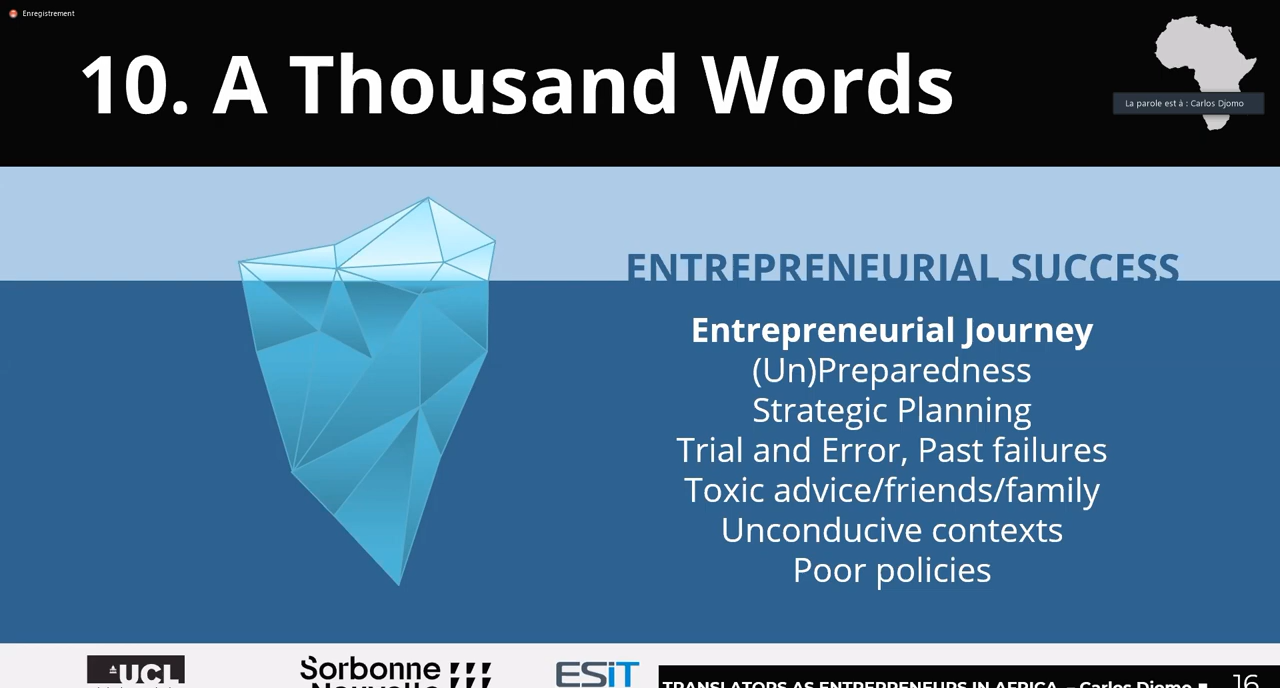 Enregistrement
10. A Thousand Words
La parole est à : Carlos Djomo
ENTREPRENEURIAL SUCCESS
Entrepreneurial Journey
(Un)Preparedness
Strategic Planning
Trial and Error, Past failures
Toxic advice/friends/family
Unconducive contexts
Poor policies
UCL
Sorbonne
Nouvelle
ESiT
TRANSLATORS AS ENTREPRENEURS IN AFRICA – Carlos Djomo ■ 16